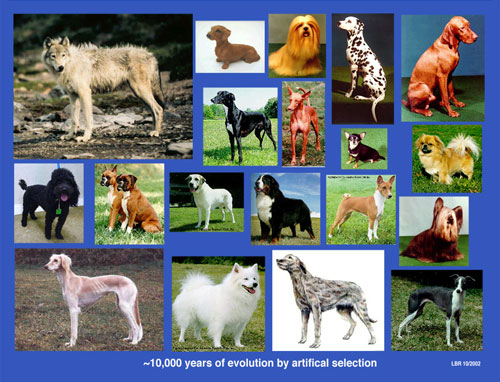 ~10,000 years of evolution by artifical selection
LBR 10/2002